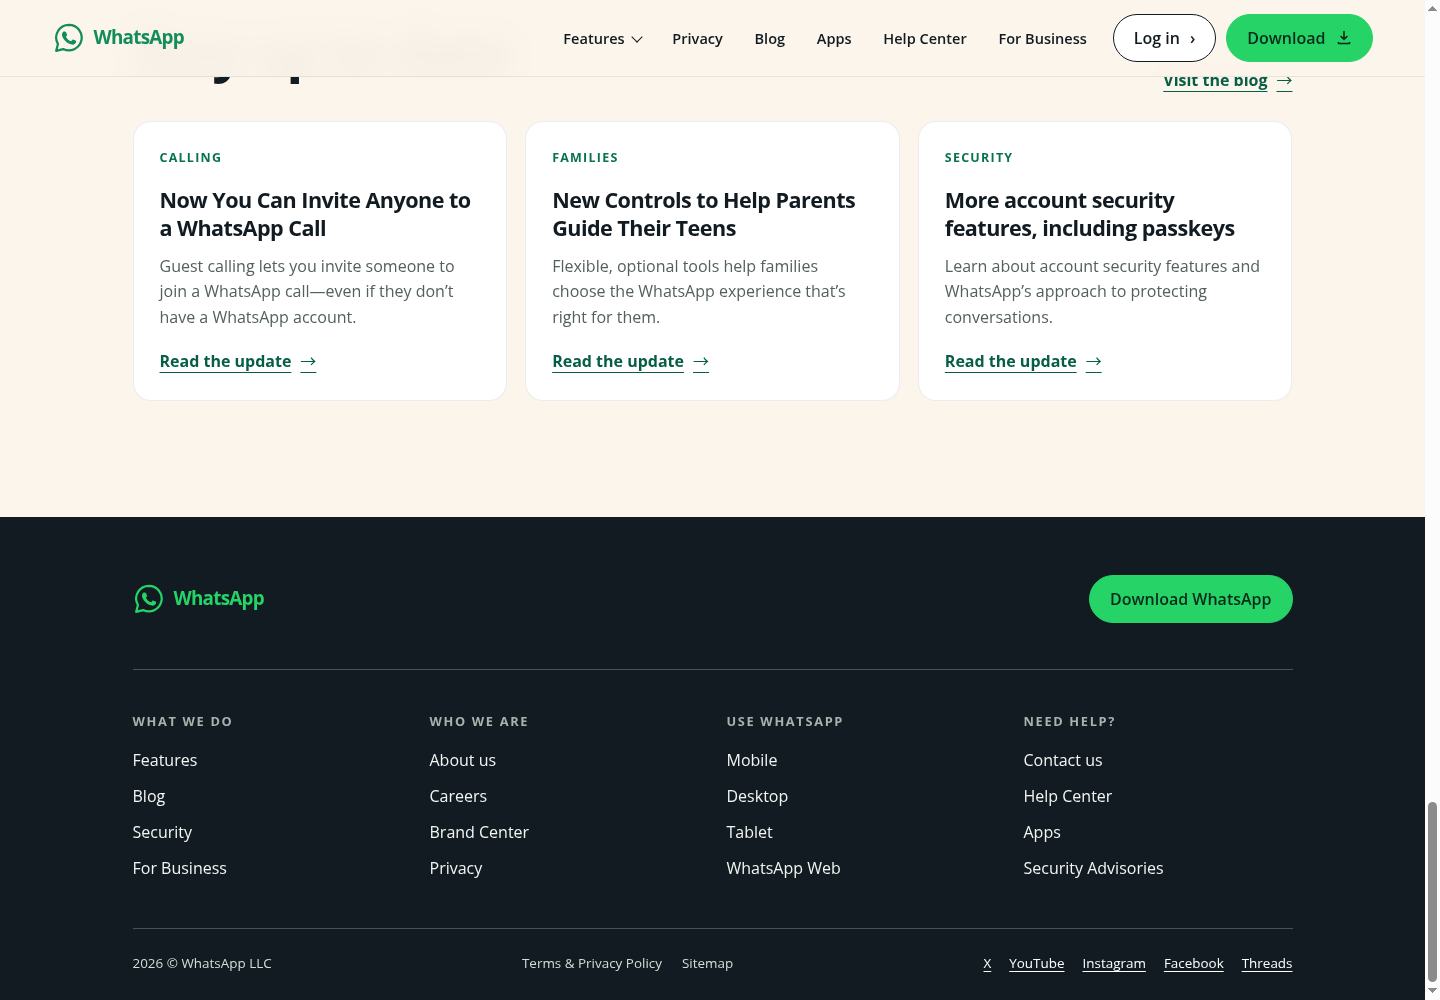 WhatsApp
Features
Privacy
Blog
Apps
Help Center
For Business
Log in ›
Download
Visit the blog →
CALLING
Now You Can Invite Anyone to
a WhatsApp Call
Guest calling lets you invite someone to
join a WhatsApp call—even if they don’t
have a WhatsApp account.
Read the update →
FAMILIES
New Controls to Help Parents
Guide Their Teens
Flexible, optional tools help families
choose the WhatsApp experience that’s
right for them.
Read the update →
SECURITY
More account security
features, including passkeys
Learn about account security features and
WhatsApp’s approach to protecting
conversations.
Read the update →
WhatsApp
Download WhatsApp
WHAT WE DO
Features
Blog
Security
For Business
WHO WE ARE
About us
Careers
Brand Center
Privacy
USE WHATSAPP
Mobile
Desktop
Tablet
WhatsApp Web
NEED HELP?
Contact us
Help Center
Apps
Security Advisories
2026 © WhatsApp LLC
Terms & Privacy Policy
Sitemap
X
YouTube
Instagram
Facebook
Threads